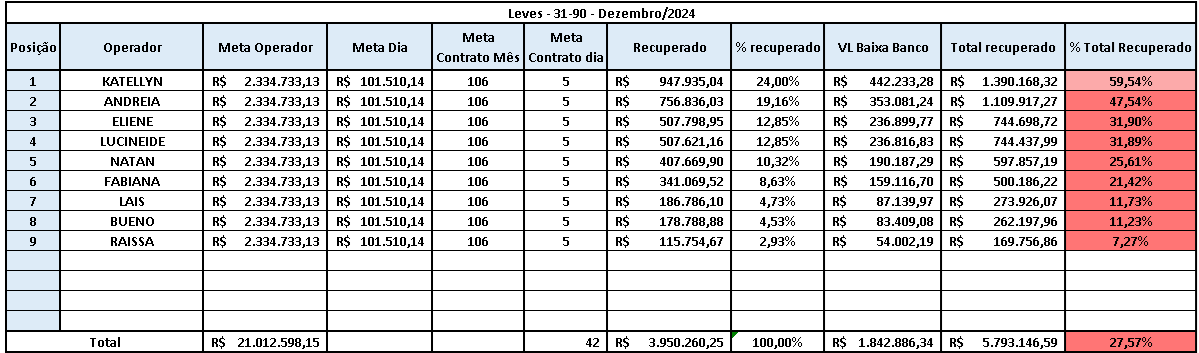 Leves - 31-90 - Dezembro/2024
Posição Operador Meta Operador Meta Dia Meta Contrato Mês Meta Contrato dia Recuperado % recuperado VL Baixa Banco Total recuperado % Total Recuperado
1 KATELLYN R$ 2.334.733,13 R$ 101.510,14 106 5 R$ 947.935,04 24,00% R$ 442.233,28 R$ 1.390.168,32 59,54%
2 ANDREIA R$ 2.334.733,13 R$ 101.510,14 106 5 R$ 756.836,03 19,16% R$ 353.081,24 R$ 1.109.917,27 47,54%
3 ELIENE R$ 2.334.733,13 R$ 101.510,14 106 5 R$ 507.798,95 12,85% R$ 236.899,77 R$ 744.698,72 31,90%
4 LUCINEIDE R$ 2.334.733,13 R$ 101.510,14 106 5 R$ 507.621,16 12,85% R$ 236.816,83 R$ 744.437,99 31,89%
5 NATAN R$ 2.334.733,13 R$ 101.510,14 106 5 R$ 407.669,90 10,32% R$ 190.187,29 R$ 597.857,19 25,61%
6 FABIANA R$ 2.334.733,13 R$ 101.510,14 106 5 R$ 341.069,52 8,63% R$ 159.116,70 R$ 500.186,22 21,42%
7 LAIS R$ 2.334.733,13 R$ 101.510,14 106 5 R$ 186.786,10 4,73% R$ 87.139,97 R$ 273.926,07 11,73%
8 BUENO R$ 2.334.733,13 R$ 101.510,14 106 5 R$ 178.788,88 4,53% R$ 83.409,08 R$ 262.197,96 11,23%
9 RAISSA R$ 2.334.733,13 R$ 101.510,14 106 5 R$ 115.754,67 2,93% R$ 54.002,19 R$ 169.756,86 7,27%
Total R$ 21.012.598,15 42 R$ 3.950.260,25 100,00% R$ 1.842.886,34 R$ 5.793.146,59 27,57%